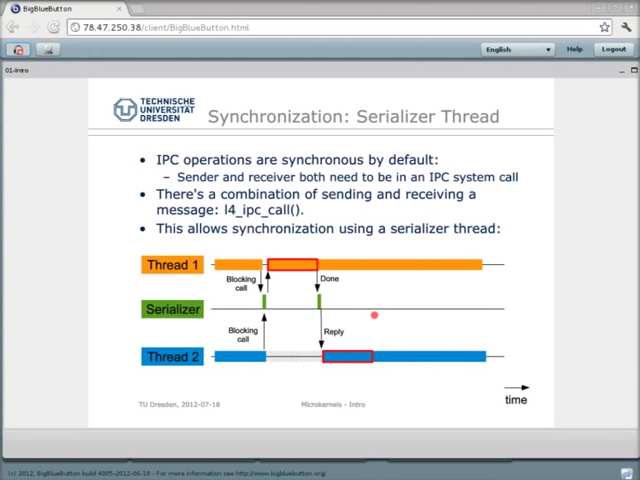 BigBlueButton
78.47.250.38/client/BigBlueButton.html
English
Help
Logout
01-Intro
TECHNISCHE
UNIVERSITÄT
DRESDEN
Synchronization: Serializer Thread
• IPC operations are synchronous by default:
– Sender and receiver both need to be in an IPC system call
• There's a combination of sending and receiving a
message: l4_ipc_call().
• This allows synchronization using a serializer thread:
Thread 1
Blocking
call
Done
Serializer
Blocking
call
Reply
Thread 2
time
TU Dresden, 2012-07-18
Microkernels - Intro
(c) 2012, BigBlueButton build 4005-2012-06-18 - For more information see http://www.bigbluebutton.org/